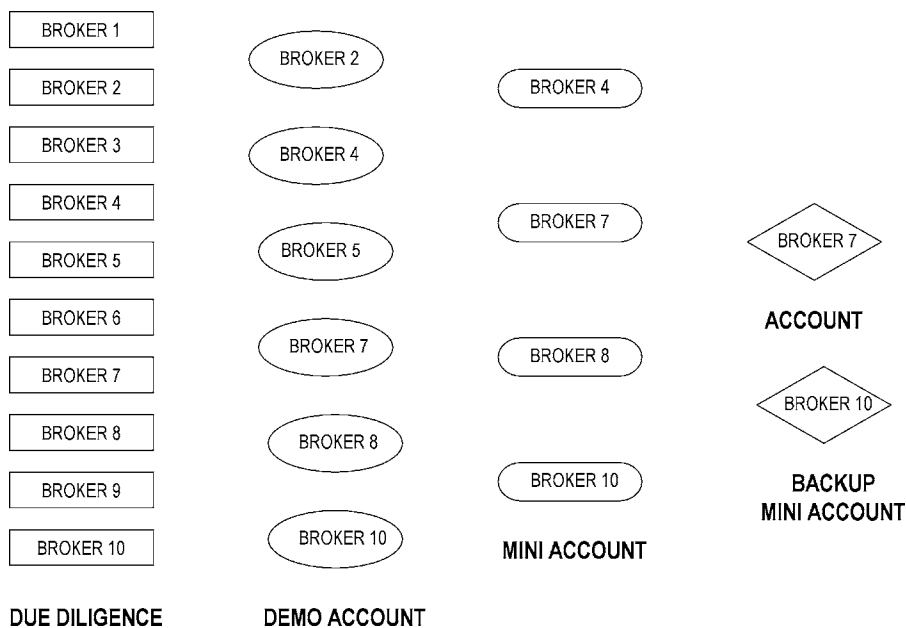 BROKER 1
BROKER 2
BROKER 3
BROKER 4
BROKER 5
BROKER 6
BROKER 7
BROKER 8
BROKER 9
BROKER 10
DUE DILIGENCE
BROKER 2
BROKER 4
BROKER 5
BROKER 7
BROKER 8
BROKER 10
DEMO ACCOUNT
BROKER 4
BROKER 7
BROKER 8
BROKER 10
MINI ACCOUNT
BROKER 7
ACCOUNT
BROKER 10
BACKUP
MINI ACCOUNT